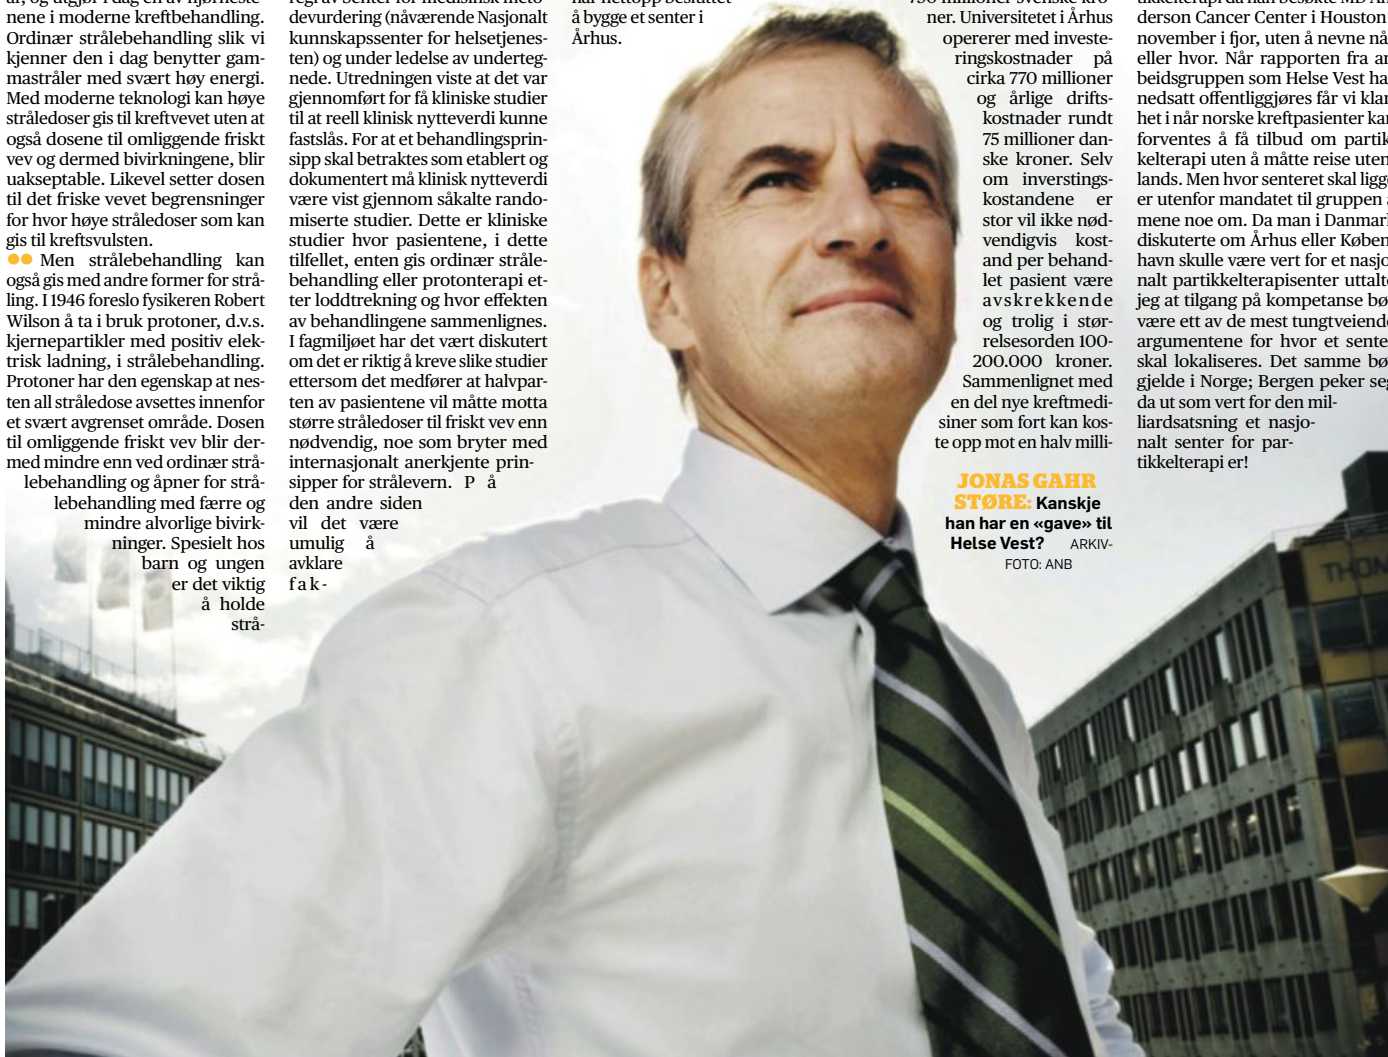 nene i moderne kreftbehandling.
Ordinær strålebehandling slik vi
kjenner den i dag benytter gam-
mastråler med svært høy energi.
Med moderne teknologi kan høye
stråledoser gis til kreftvevet uten at
også dosene til omliggende friskt
vev og dermed bivirkningene, blir
uakseptable. Likevel setter dosen
til det friske vevet begrensninger
for hvor høye stråledoser som kan
gis til kreftsvulsten.
Men strålebehandling kan
også gis med andre former for strå-
ling. I 1946 foreslo fysikeren Robert
Wilson å ta i bruk protoner, d.v.s.
kjernepartikler med positiv elek-
trisk ladning, i strålebehandling.
Protoner har den egenskap at nes-
ten all stråledose avsettes innenfor
et svært avgrenset område. Dosen
til omliggende friskt vev blir der-
med mindre enn ved ordinær strå-
lebehandling og åpner for strå-
lebehandling med færre og
mindre alvorlige bivirk-
ninger. Spesielt hos
barn og ungen
er det viktig
å holde
strå-
devurdering (nåværende Nasjonalt
kunnskapssenter for helsetjenes-
ten) og under ledelse av underteg-
nede. Utredningen viste at det var
gjennomført for få kliniske studier
til at reell klinisk nytteverdi kunne
fastslås. For at et behandlingsprin-
sipp skal betraktes som etablert og
dokumentert må klinisk nytteverdi
være vist gjennom såkalte rando-
miserte studier. Dette er kliniske
studier hvor pasientene, i dette
tilfellet, enten gis ordinær stråle-
behandling eller protonterapi et-
ter loddtrekning og hvor effekten
av behandlingene sammenlignes.
I fagmiljøet har det vært diskutert
om det er riktig å kreve slike studier
ettersom det medfører at halvpar-
ten av pasientene vil måtte motta
større stråledoser til friskt vev enn
nødvendig, noe som bryter med
internasjonalt anerkjente prin-
sipper for strålevern. P å
den andre siden
vil det være
umulig å
avklare
fak-
har nettopp besluttet
å bygge et senter i
Århus.
750 millioner svenske kro-
ner. Universitetet i Århus
opererer med investe-
ringskostnader på
cirka 770 millioner
og årlige drifts-
kostnader rundt
75 millioner dan-
ske kroner. Selv
om inverstings-
kostandene er
stor vil ikke nød-
vendigvis kost-
and per behand-
let pasient være
avskrekkende
og trolig i stør-
relsesorden 100-
200.000 kroner.
Sammenlignet med
en del nye kreftmedi-
siner som fort kan kos-
te opp mot en halv milli-
JONAS GAHR
STØRE: Kanskje
han har en «gave» til
Helse Vest? ARKIV-
FOTO: ANB
derson Cancer Center i Houston
november i fjor, uten å nevne nå
eller hvor. Når rapporten fra ar
beidsgruppen som Helse Vest ha
nedsatt offentliggjøres får vi klar
het i når norske kreftpasienter kan
forventes å få tilbud om partik
kelterapi uten å måtte reise uten
lands. Men hvor senteret skal ligge
er utenfor mandatet til gruppen å
mene noe om. Da man i Danmark
diskuterte om Århus eller Køben
havn skulle være vert for et nasjo
nalt partikkelterapisenter uttalte
jeg at tilgang på kompetanse bø
være ett av de mest tungtveiende
argumentene for hvor et sente
skal lokaliseres. Det samme bø
gjelde i Norge; Bergen peker seg
da ut som vert for den mil-
liardsatsning et nasjo-
nalt senter for par-
tikkelterapi er!
THON